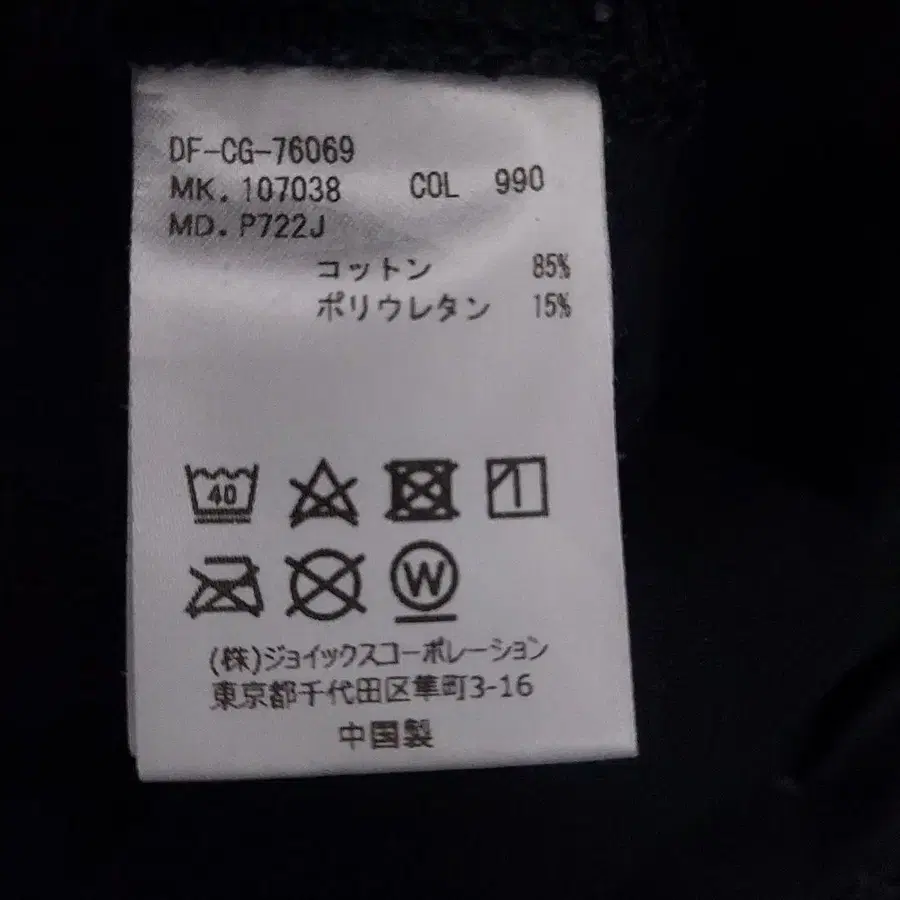 DF-CG-76069
MK. 107038 COL 990
MD. P722J
コットン 85%
ポリウレタン 15%
40
W
(株)ジョイックスコーポレーション
東京都千代田区隼町3-16
中国製